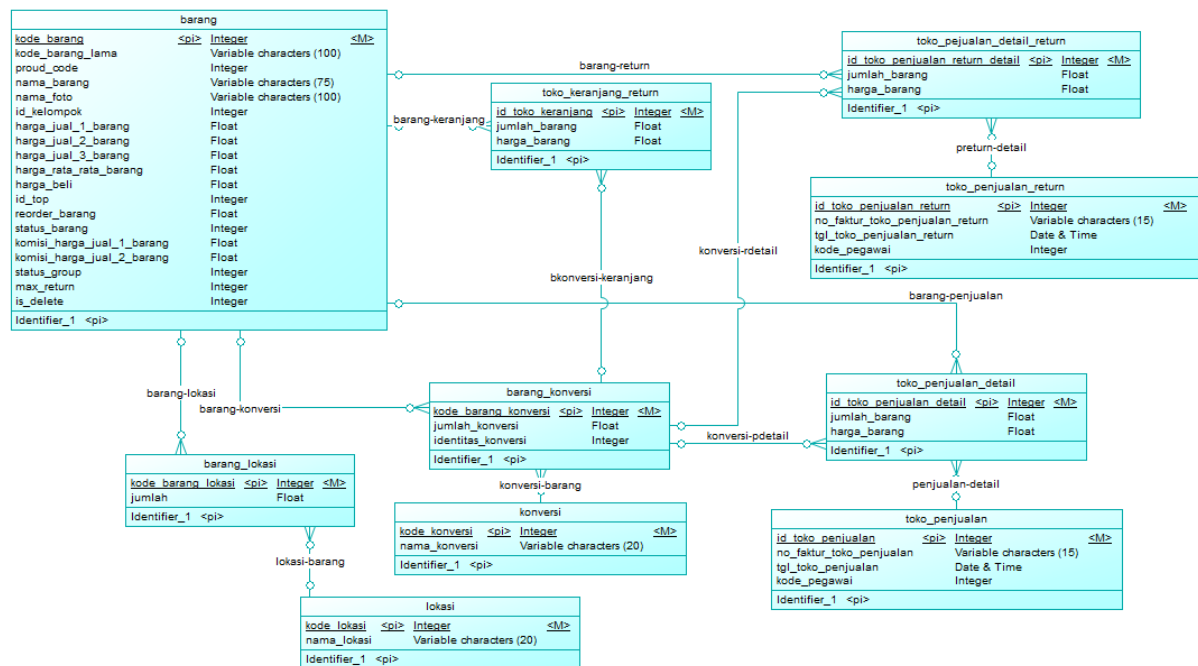 barang
kode_barang <pi> Integer <M>
kode_barang_lama Variable characters (100)
proud_code Integer
nama_barang Variable characters (75)
nama_foto Variable characters (100)
id_kelompok Integer
harga_jual_1_barang Float
harga_jual_2_barang Float
harga_jual_3_barang Float
harga_rata_rata_barang Float
harga_beli Float
id_top Integer
reorder_barang Float
status_barang Integer
komisi_harga_jual_1_barang Float
komisi_harga_jual_2_barang Float
status_group Integer
max_return Integer
is_delete Integer
Identifier_1 <pi>
barang-return
barang-keranjang
toko_keranjang_return
id_toko_keranjang <pi> Integer <M>
jumlah_barang Float
harga_barang Float
Identifier_1 <pi>
toko_pejualan_detail_return
id_toko_penjualan_return_detail <pi> Integer <M>
jumlah_barang Float
harga_barang Float
Identifier_1 <pi>
preturn-detail
toko_penjualan_return
id_toko_penjualan_return <pi> Integer <M>
no_faktur_toko_penjualan_return Variable characters (15)
tgl_toko_penjualan_return Date & Time
kode_pegawai Integer
Identifier_1 <pi>
konversi-rdetail
bkonversi-keranjang
barang-penjualan
barang-lokasi
barang-konversi
barang_konversi
kode_barang_konversi <pi> Integer <M>
jumlah_konversi Float
identitas_konversi Integer
Identifier_1 <pi>
konversi-pdetail
toko_penjualan_detail
id_toko_penjualan_detail <pi> Integer <M>
jumlah_barang Float
harga_barang Float
Identifier_1 <pi>
barang_lokasi
kode_barang_lokasi <pi> Integer <M>
jumlah Float
Identifier_1 <pi>
konversi-barang
penjualan-detail
konversi
kode_konversi <pi> Integer <M>
nama_konversi Variable characters (20)
Identifier_1 <pi>
toko_penjualan
id_toko_penjualan <pi> Integer <M>
no_faktur_toko_penjualan Variable characters (15)
tgl_toko_penjualan Date & Time
kode_pegawai Integer
Identifier_1 <pi>
lokasi-barang
lokasi
kode_lokasi <pi> Integer <M>
nama_lokasi Variable characters (20)
Identifier_1 <pi>